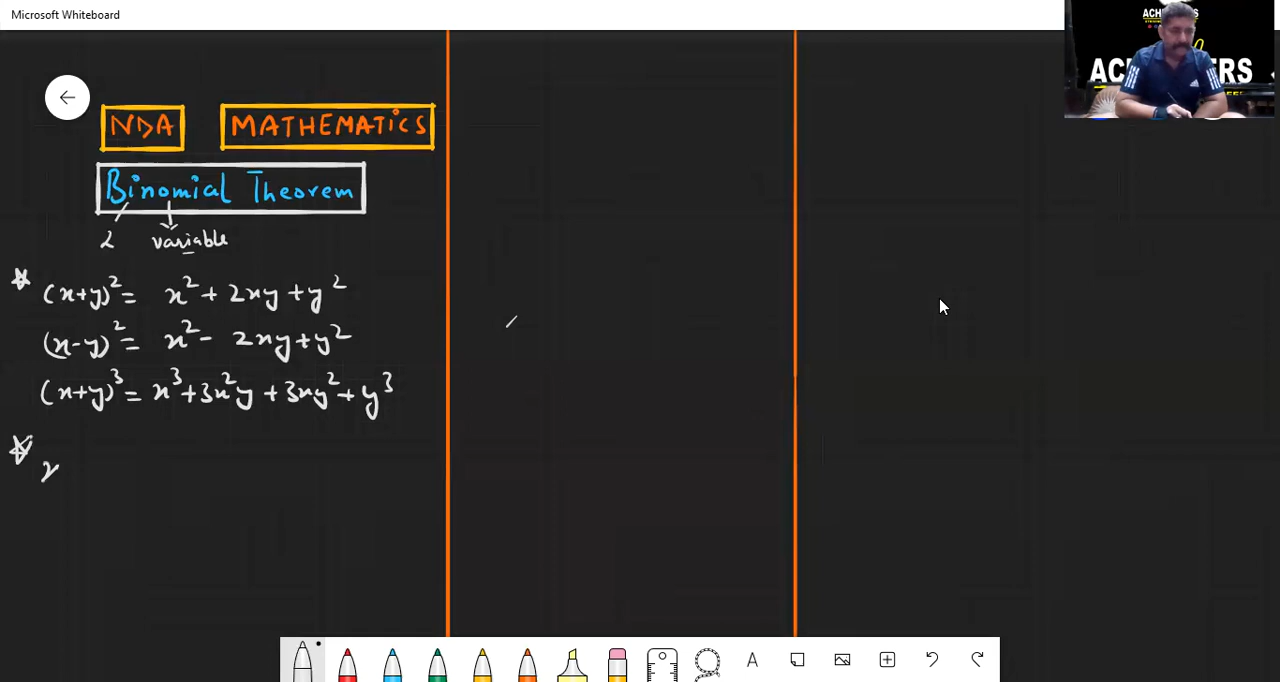 Microsoft Whiteboard
NDA MATHEMATICS
Binomial Theorem
2 variable
(x+y)² = x² + 2xy + y²
(x-y)² = x² - 2xy + y²
(x+y)³ = x³ + 3x²y + 3xy² + y³
A